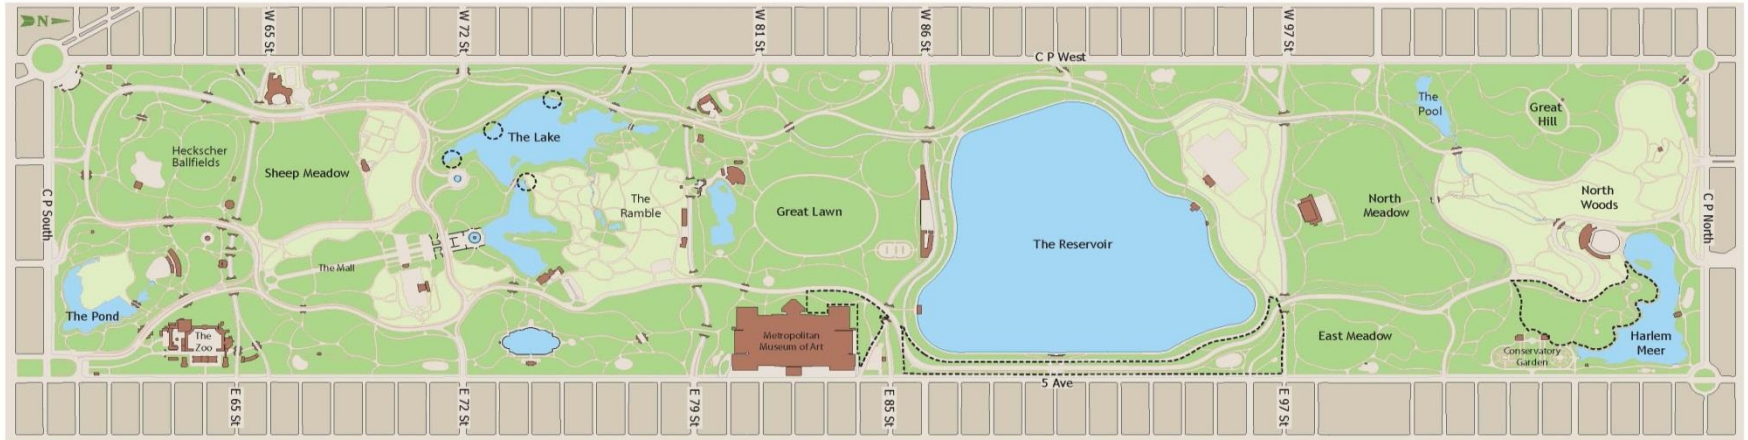 N
W 65 St
W 72 St
W 81 St
W 86 St
W 97 St
C P West
The Lake
The
Pool
Great
Hill
Heckscher
Ballfields
Sheep Meadow
C P South
The
Ramble
Great Lawn
North
Meadow
North
Woods
C P North
The Reservoir
The Mall
The Pond
The
Zoo
Metropolitan
Museum of Art
East Meadow
Conservatory
Garden
Harlem
Meer
5 Ave
E 65 St
E 72 St
E 79 St
E 85 St
E 97 St